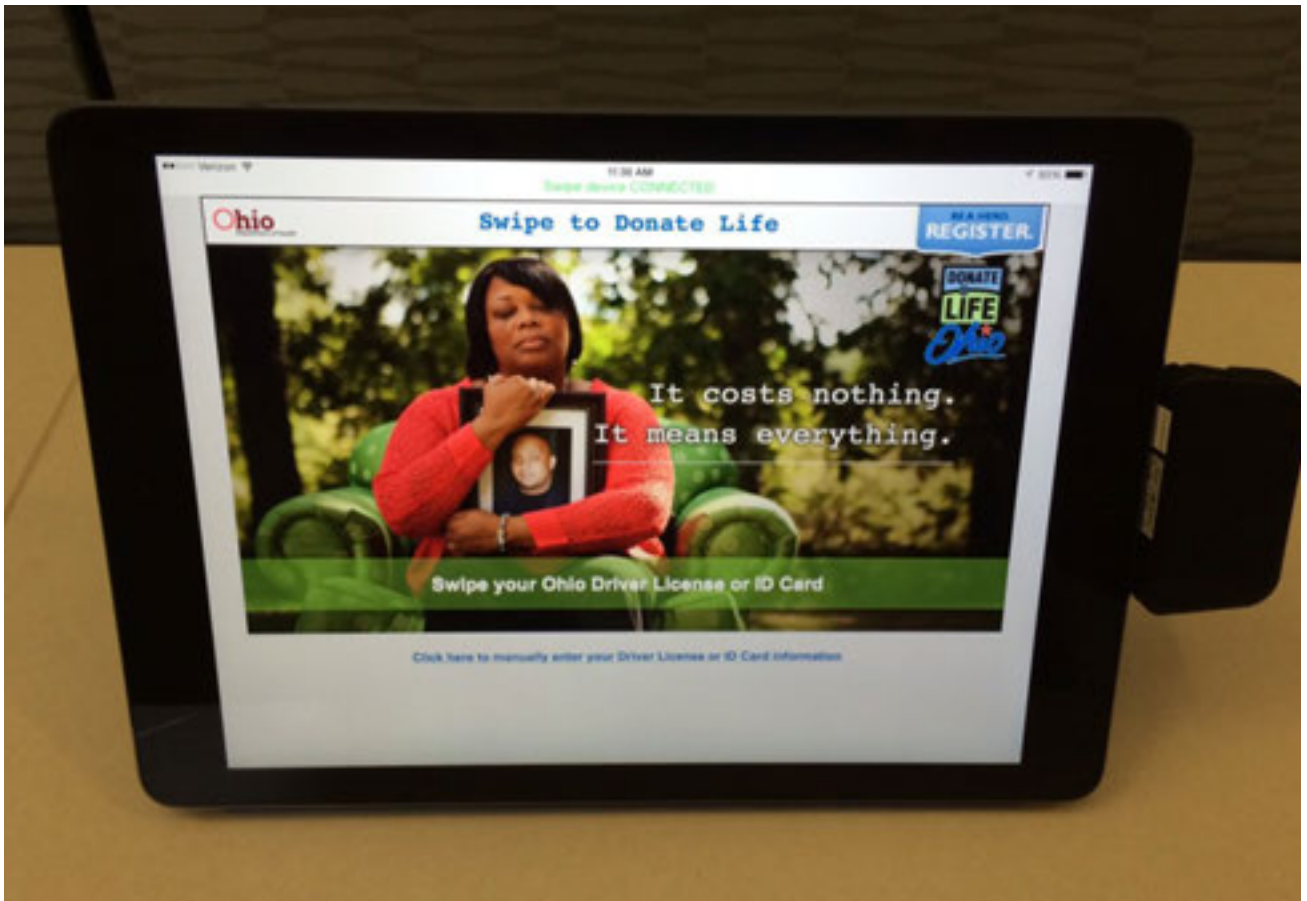 Verizon
11:38 AM
Swipe device CONNECTED
Ohio
Swipe to Donate Life
BE A HERO.
REGISTER.
DONATE
LIFE
Ohio
It costs nothing.
It means everything.
Swipe your Ohio Driver License or ID Card
Click here to manually enter your Driver License or ID Card information